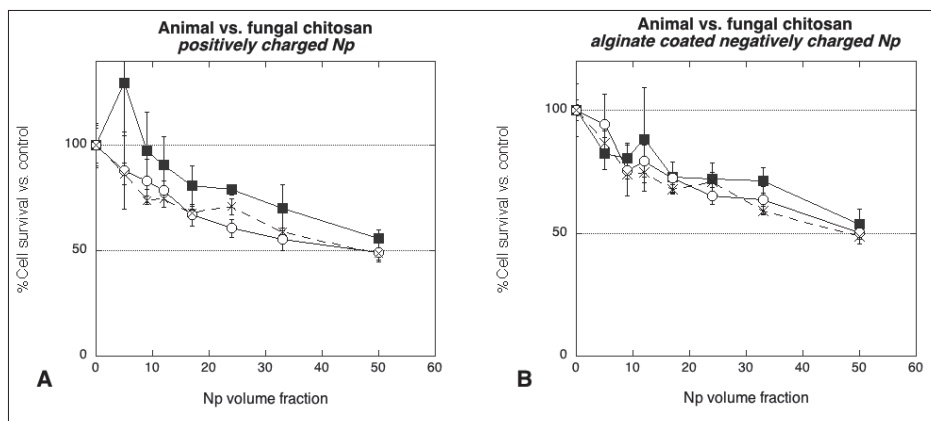 Animal vs. fungal chitosan
positively charged Np
%Cell survival vs. control
100
50
0
0 10 20 30 40 50 60
A
Np volume fraction
Animal vs. fungal chitosan
alginate coated negatively charged Np
%Cell survival vs. control
100
50
0
0 10 20 30 40 50 60
B
Np volume fraction